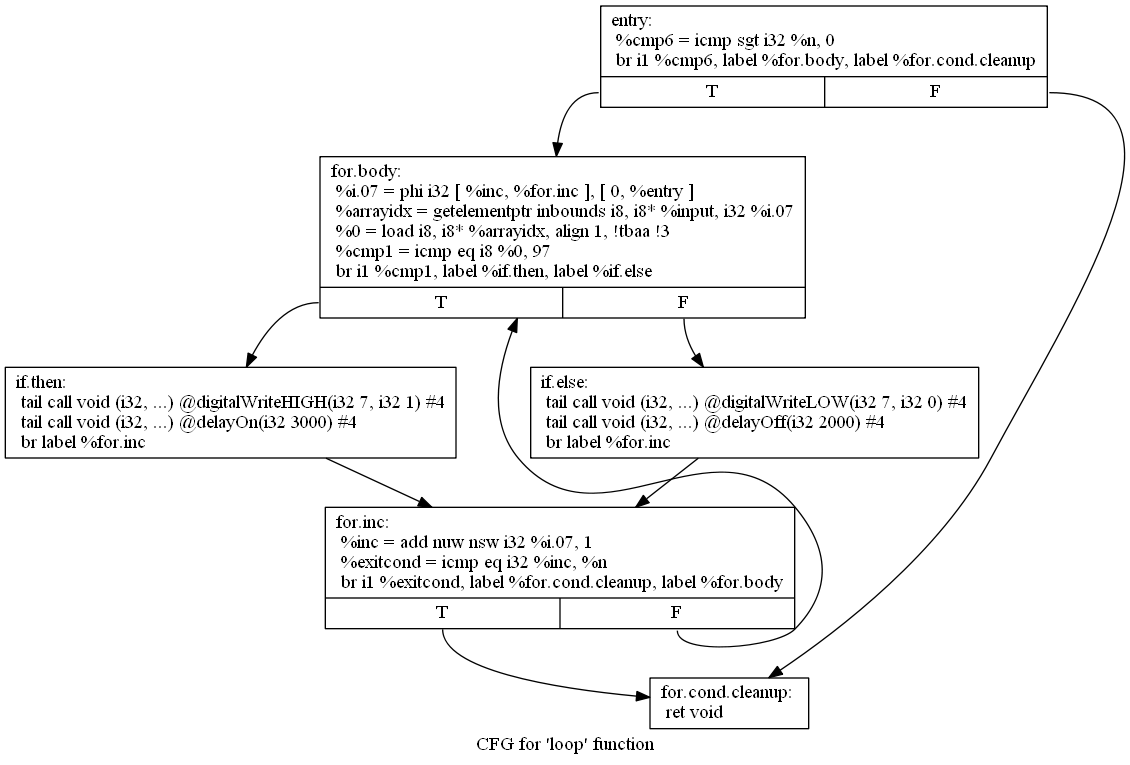 entry:
%cmp6 = icmp sgt i32 %n, 0
br i1 %cmp6, label %for.body, label %for.cond.cleanup
T F
for.body:
%i.07 = phi i32 [ %inc, %for.inc ], [ 0, %entry ]
%arrayidx = getelementptr inbounds i8, i8* %input, i32 %i.07
%0 = load i8, i8* %arrayidx, align 1, !tbaa !3
%cmp1 = icmp eq i8 %0, 97
br i1 %cmp1, label %if.then, label %if.else
T F
if.then:
tail call void (i32, ...) @digitalWriteHIGH(i32 7, i32 1) #4
tail call void (i32, ...) @delayOn(i32 3000) #4
br label %for.inc
if.else:
tail call void (i32, ...) @digitalWriteLOW(i32 7, i32 0) #4
tail call void (i32, ...) @delayOff(i32 2000) #4
br label %for.inc
for.inc:
%inc = add nuw nsw i32 %i.07, 1
%exitcond = icmp eq i32 %inc, %n
br i1 %exitcond, label %for.cond.cleanup, label %for.body
T F
for.cond.cleanup:
ret void
CFG for 'loop' function